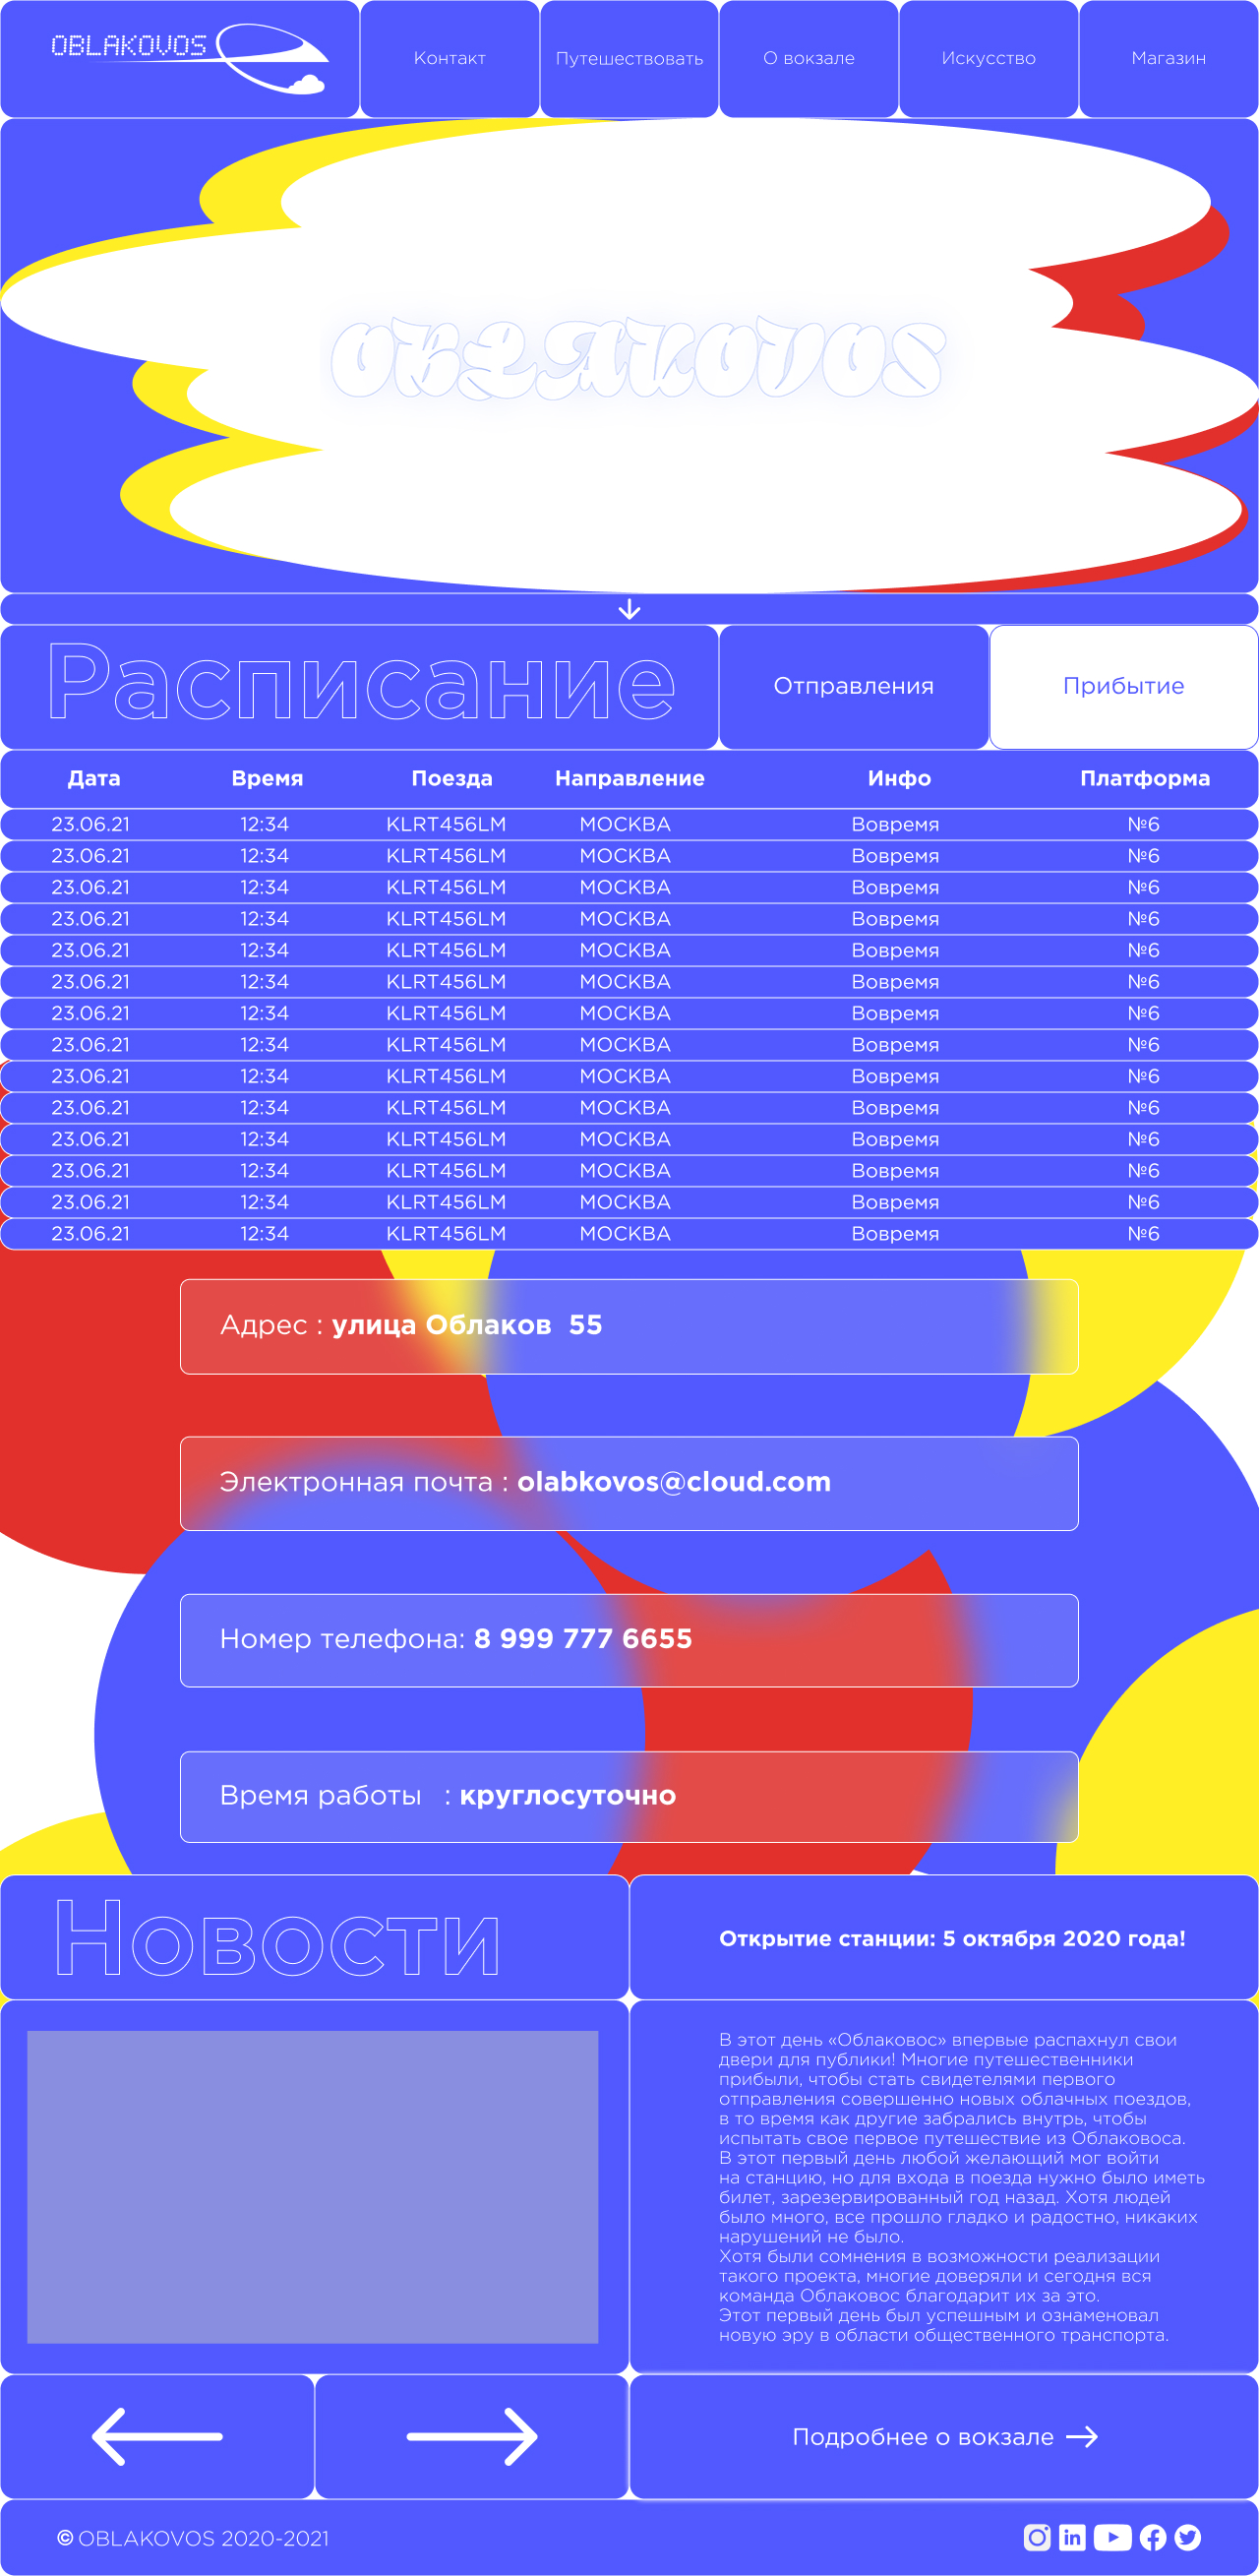 OBLAKOVOS
Контакт
Путешествовать
О вокзале
Искусство
Магазин
OBLAKOVOS
Расписание
Отправления
Прибытие
Дата Время Поезда Направление Инфо Платформа
23.06.21 12:34 KLRT456LM МОСКВА Вовремя №6
23.06.21 12:34 KLRT456LM МОСКВА Вовремя №6
23.06.21 12:34 KLRT456LM МОСКВА Вовремя №6
23.06.21 12:34 KLRT456LM МОСКВА Вовремя №6
23.06.21 12:34 KLRT456LM МОСКВА Вовремя №6
23.06.21 12:34 KLRT456LM МОСКВА Вовремя №6
23.06.21 12:34 KLRT456LM МОСКВА Вовремя №6
23.06.21 12:34 KLRT456LM МОСКВА Вовремя №6
23.06.21 12:34 KLRT456LM МОСКВА Вовремя №6
23.06.21 12:34 KLRT456LM МОСКВА Вовремя №6
23.06.21 12:34 KLRT456LM МОСКВА Вовремя №6
23.06.21 12:34 KLRT456LM МОСКВА Вовремя №6
23.06.21 12:34 KLRT456LM МОСКВА Вовремя №6
23.06.21 12:34 KLRT456LM МОСКВА Вовремя №6
Адрес : улица Облаков 55
Электронная почта : olabkovos@cloud.com
Номер телефона: 8 999 777 6655
Время работы : круглосуточно
Новости
Открытие станции: 5 октября 2020 года!
В этот день «Облаковос» впервые распахнул свои
двери для публики! Многие путешественники
прибыли, чтобы стать свидетелями первого
отправления совершенно новых облачных поездов,
в то время как другие забрались внутрь, чтобы
испытать свое первое путешествие из Облаковоса.
В этот первый день любой желающий мог войти
на станцию, но для входа в поезда нужно было иметь
билет, зарезервированный год назад. Хотя людей
было много, все прошло гладко и радостно, никаких
нарушений не было.
Хотя были сомнения в возможности реализации
такого проекта, многие доверяли и сегодня вся
команда Облаковос благодарит их за это.
Этот первый день был успешным и ознаменовал
новую эру в области общественного транспорта.
Подробнее о вокзале
© OBLAKOVOS 2020-2021